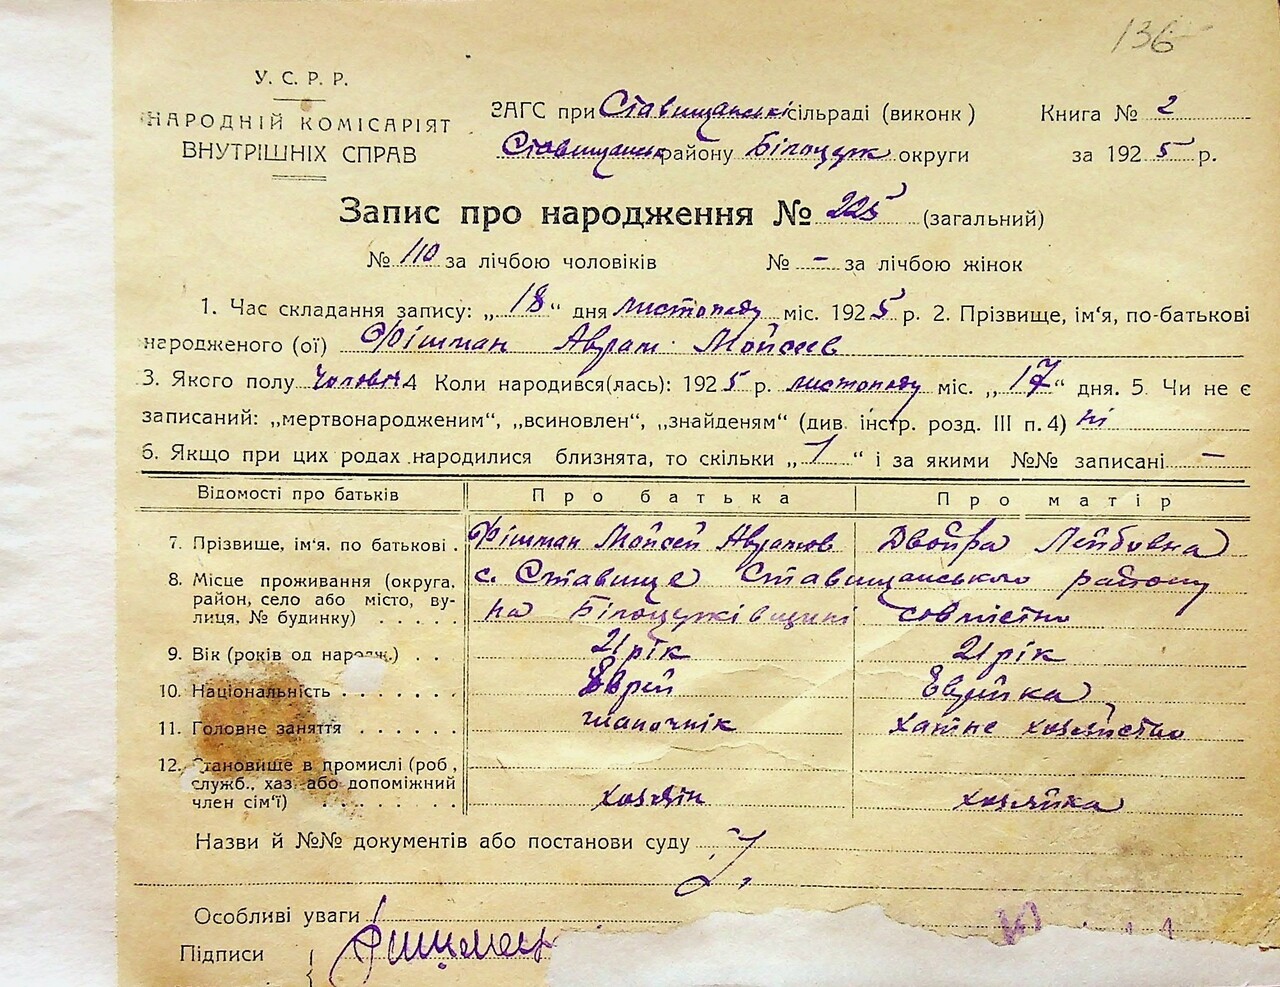 136
У. С. Р. Р.
НАРОДНІЙ КОМІСАРІЯТ
ВНУТРІШНІХ СПРАВ
ЗАГС при Ставищанські сільраді (виконк)
Ставищанськ району Білоцерк округи
Книга № 2
за 1925 р.
Запис про народження № 225 (загальний)
№ 110 за лічбою чоловіків № - за лічбою жінок
1. Час складання запису: „18“ дня листопаду міс. 1925 р. 2. Прізвище, ім'я, по-батькові
народженого (ої) Фішман Аврам Мойсеев
3. Якого полу чоловіч 4 Коли народився(лась): 1925 р. листопаду міс. „17“ дня. 5. Чи не є
записаний: „мертвонародженим“, „всиновлен“, „знайденям“ (див. інстр. розд. III п. 4) ні
6. Якщо при цих родах народилися близнята, то скільки „1“ і за якими №№ записані -
Відомості про батьків Про батька Про матір
7. Прізвище, ім'я. по батькові . Фішман Мойсей Аврамов Двойра Лейбовна
8. Місце проживання (округа, с. Ставище Ставищанського району
район, село або місто, ву-
лиця, № будинку) . . . . . на Білоцерківщині совмістно
9. Вік (років од народж.) . . 21 рік 21 рік
10. Національність . . . . . . . Еврей Еврейка
11. Головне заняття . . . . . . шапочнік хатне хозяйство
12. Становище в промислі (роб.,
служб., хаз. або допоміжний
член сім'ї) . . . . . . . хозяїн хозяйка
Назви й №№ документів або постанови суду
Особливі уваги
Підписи Фишман